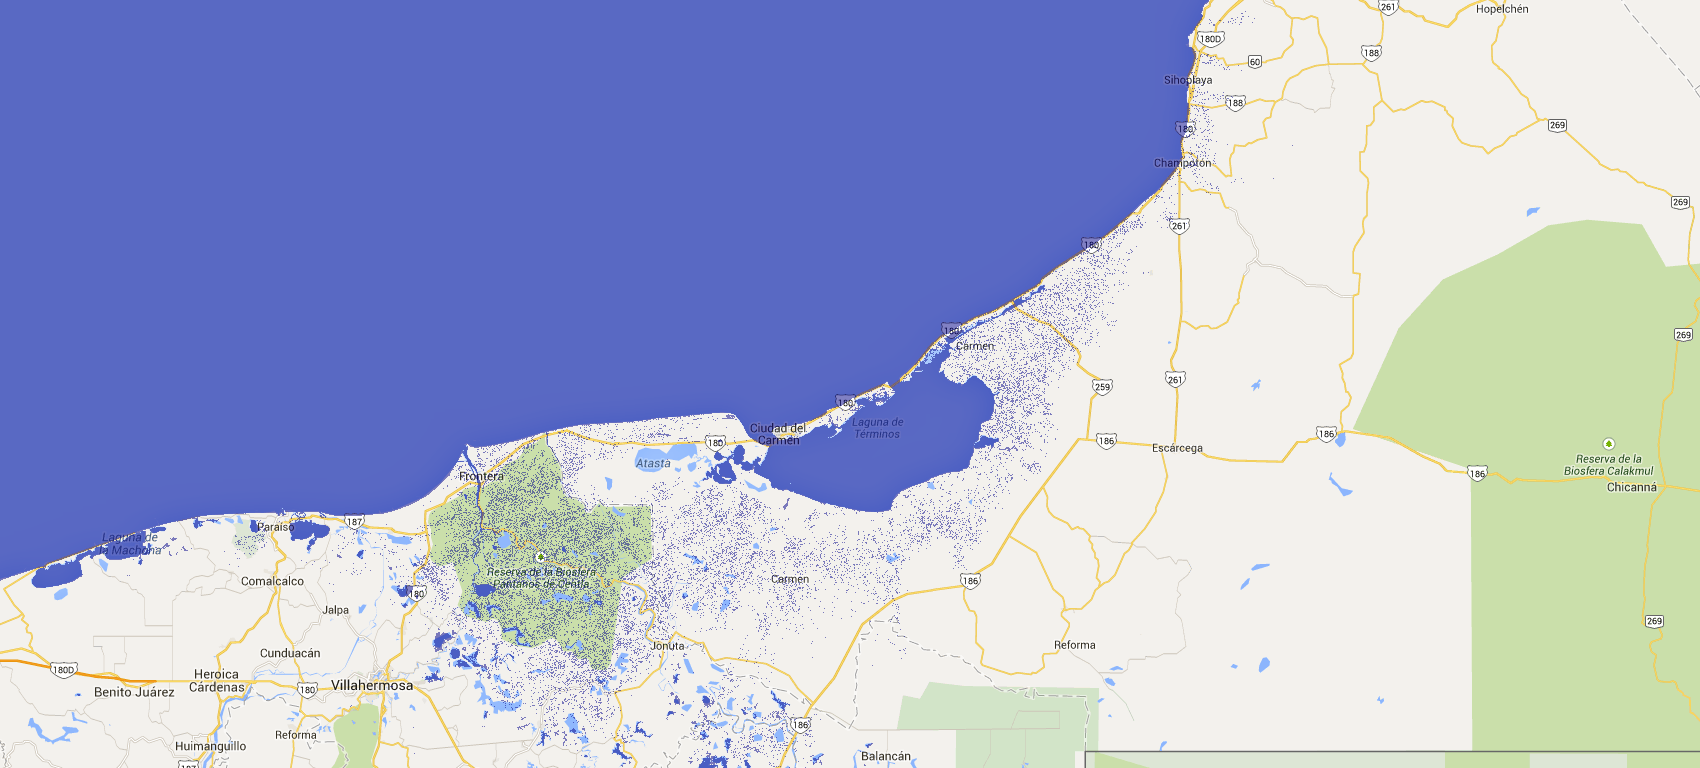 261
Hopelchén
180D
188
60
Sihoplaya
188
180
269
Champotón
269
261
180
180
Carmen
269
259
261
180
Laguna de
Términos
Ciudad del
Carmen
180
186
Escárcega
186
Atasta
Reserva de la
Biosfera Calakmul
186
Chicanná
Frontera
187
Paraíso
Laguna de
la Machona
Reserva de la Biosfera
Pantanos de Centla
Comalcalco
180
Carmen
186
Jalpa
269
Jonuta
Reforma
Cunduacán
180D
Heroica
Cárdenas
180
Villahermosa
Benito Juárez
186
Reforma
Huimanguillo
Balancán
187